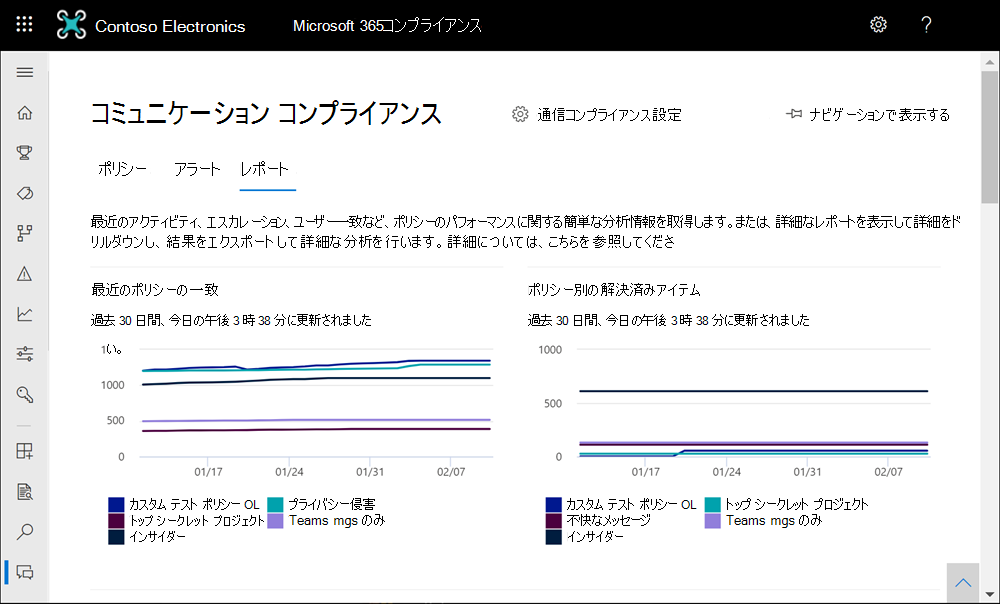 Contoso Electronics
Microsoft 365コンプライアンス
コミュニケーション コンプライアンス
通信コンプライアンス設定
ナビゲーションで表示する
ポリシー アラート レポート
最近のアクティビティ、エスカレーション、ユーザー一致など、ポリシーのパフォーマンスに関する簡単な分析情報を取得します。または、詳細なレポートを表示して詳細をド
リルダウンし、結果をエクスポートして詳細な分析を行います。詳細については、こちらを参照してくださ
最近のポリシーの一致
過去 30 日間、今日の午後 3 時 38 分に更新されました
1い。
1000
500
0
01/17 01/24 01/31 02/07
カスタム テスト ポリシー OL プライバシー侵害
トップ シークレット プロジェクト Teams mgs のみ
インサイダー
ポリシー別の解決済みアイテム
過去 30 日間、今日の午後 3 時 38 分に更新されました
1000
500
0
01/17 01/24 01/31 02/07
カスタム テスト ポリシー OL トップ シークレット プロジェクト
不快なメッセージ Teams mgs のみ
インサイダー